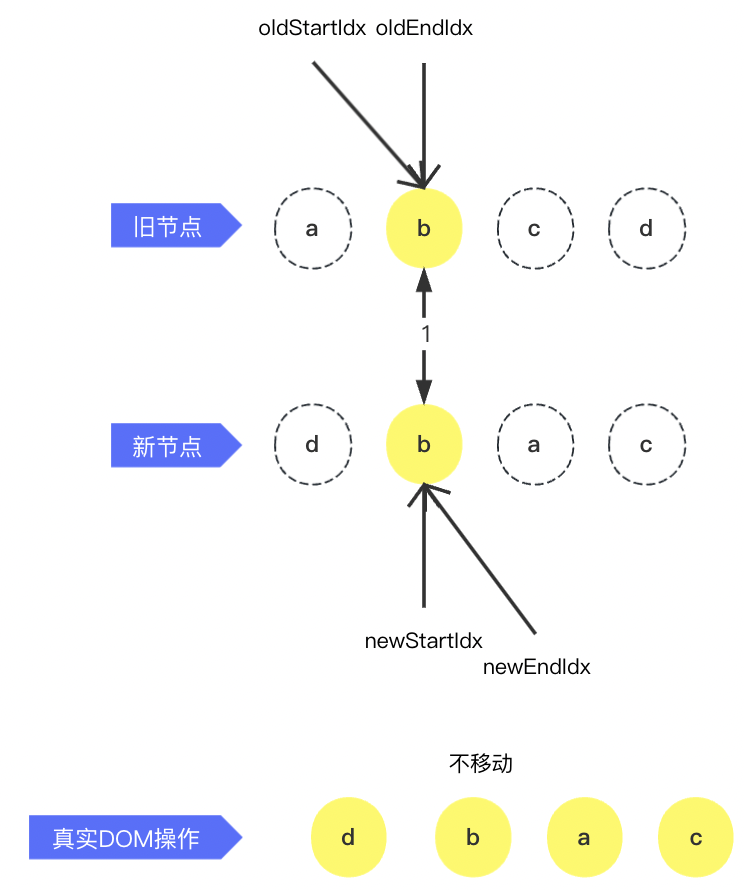 oldStartIdx oldEndIdx
旧节点 a b c d
1
新节点 d b a c
newStartIdx
newEndIdx
不移动
真实DOM操作 d b a c